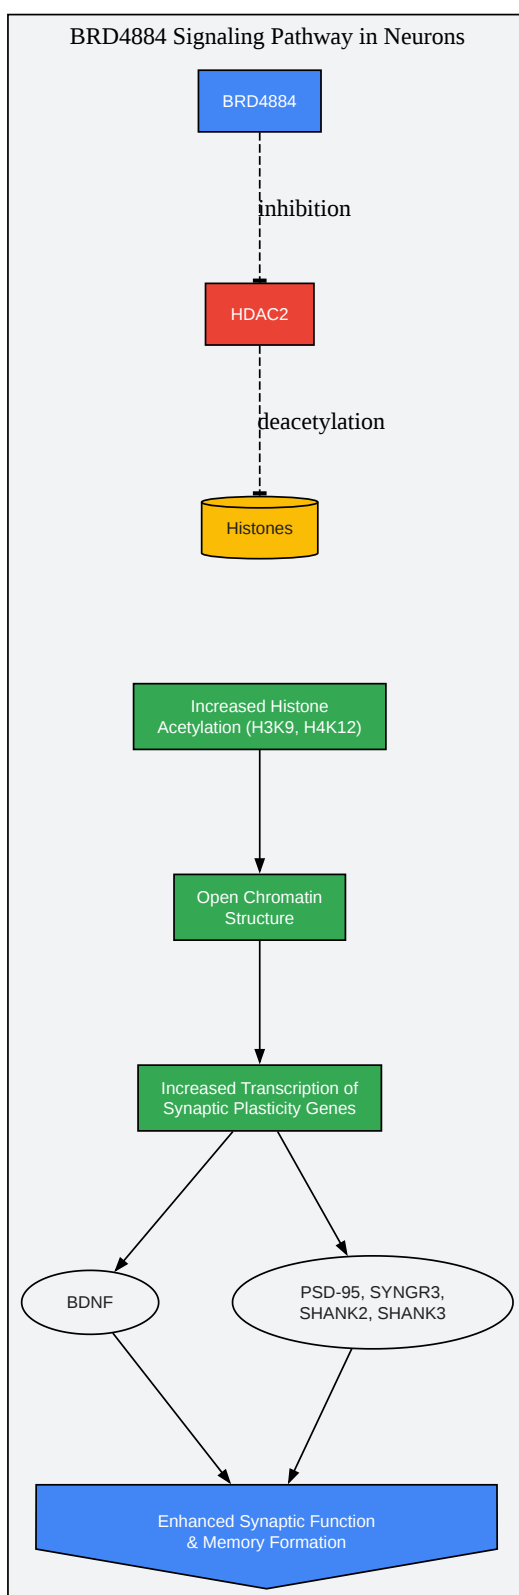 BRD4884 Signaling Pathway in Neurons
BRD4884
inhibition
HDAC2
deacetylation
Histones
Increased Histone
Acetylation (H3K9, H4K12)
Open Chromatin
Structure
Increased Transcription of
Synaptic Plasticity Genes
BDNF
PSD-95, SYNGR3,
SHANK2, SHANK3
Enhanced Synaptic Function
& Memory Formation